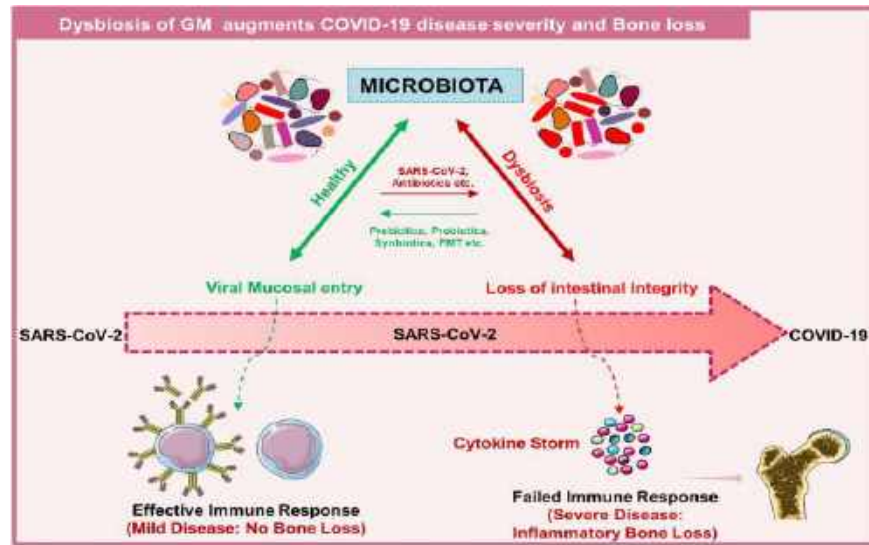 Dysbiosis of GM augments COVID-19 disease severity and Bone loss
MICROBIOTA
Healthy
Dysbiosis
SARS-CoV-2,
Antibiotics etc.
Prebiotics, Probiotics,
Synbiotics, FMT etc.
Viral Mucosal entry
Loss of intestinal Integrity
SARS-CoV-2
SARS-CoV-2
COVID-19
Cytokine Storm
Effective Immune Response
(Mild Disease: No Bone Loss)
Failed Immune Response
(Severe Disease:
Inflammatory Bone Loss)